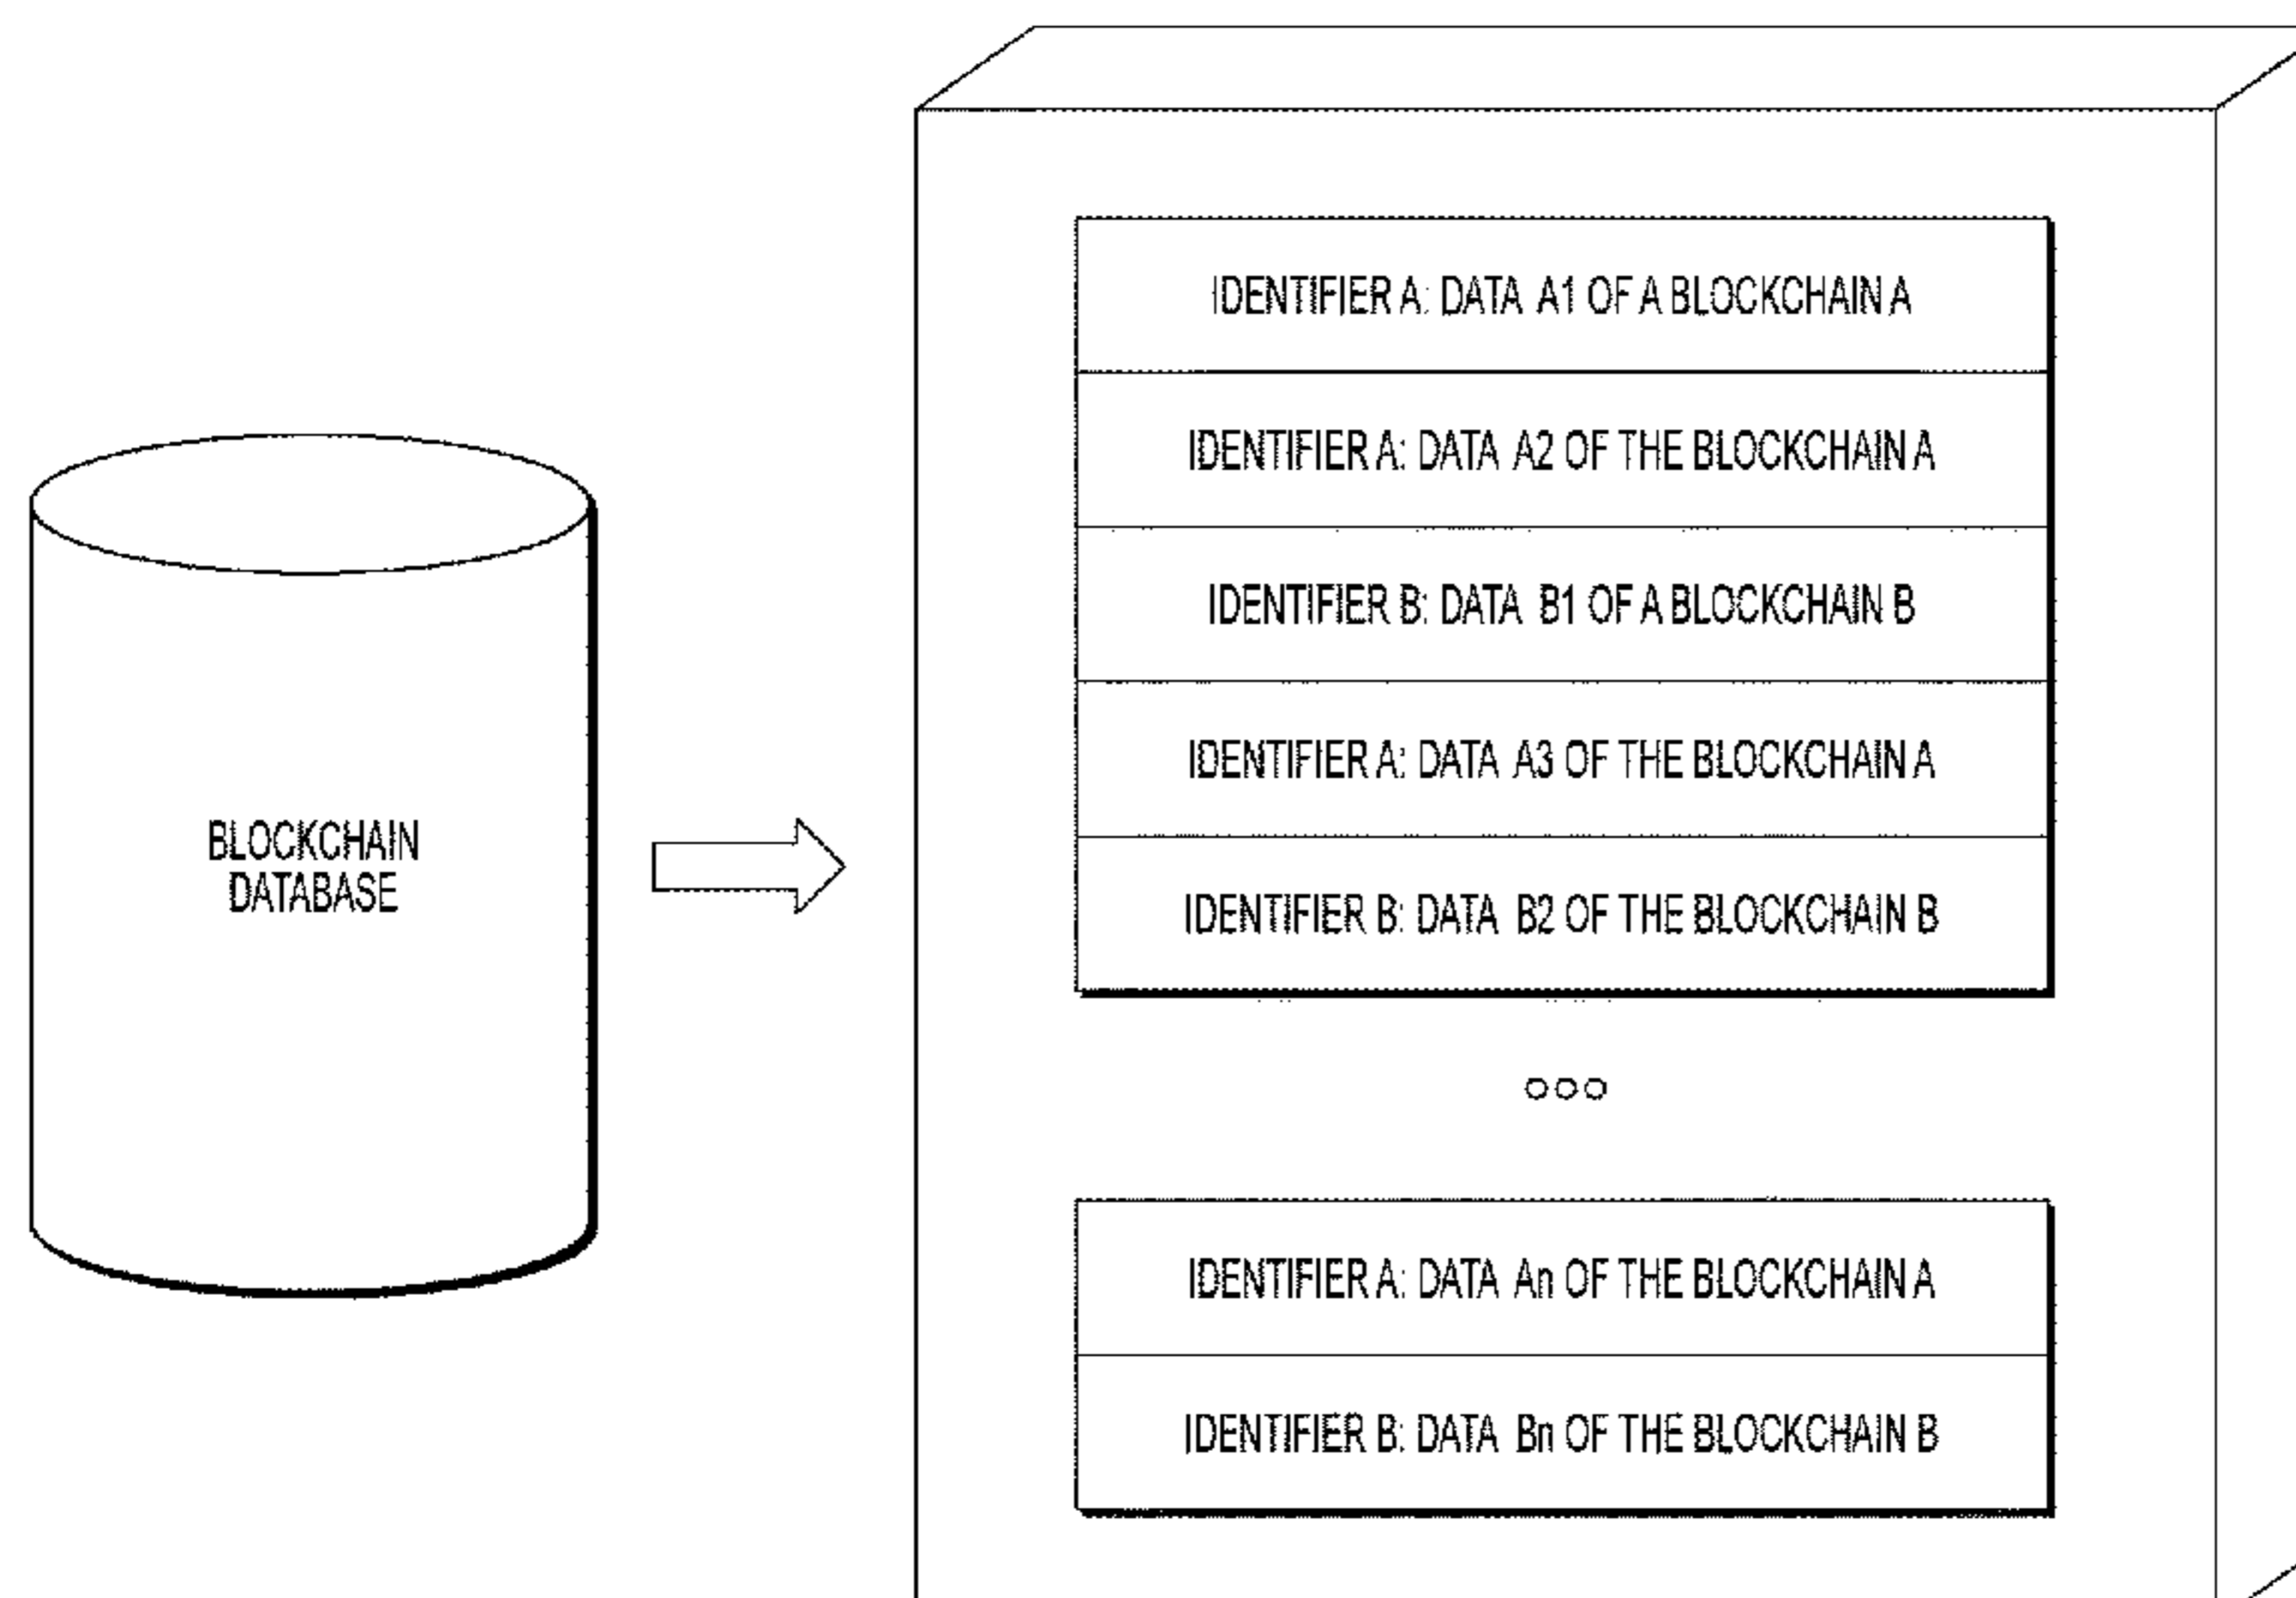 IDENTIFIER A: DATA A1 OF A BLOCKCHAIN A
IDENTIFIER A: DATA A2 OF THE BLOCKCHAIN A
IDENTIFIER B: DATA B1 OF A BLOCKCHAIN B
IDENTIFIER A: DATA A3 OF THE BLOCKCHAIN A
BLOCKCHAIN
DATABASE
IDENTIFIER B: DATA B2 OF THE BLOCKCHAIN B
IDENTIFIER A: DATA An OF THE BLOCKCHAIN A
IDENTIFIER B: DATA Bn OF THE BLOCKCHAIN B